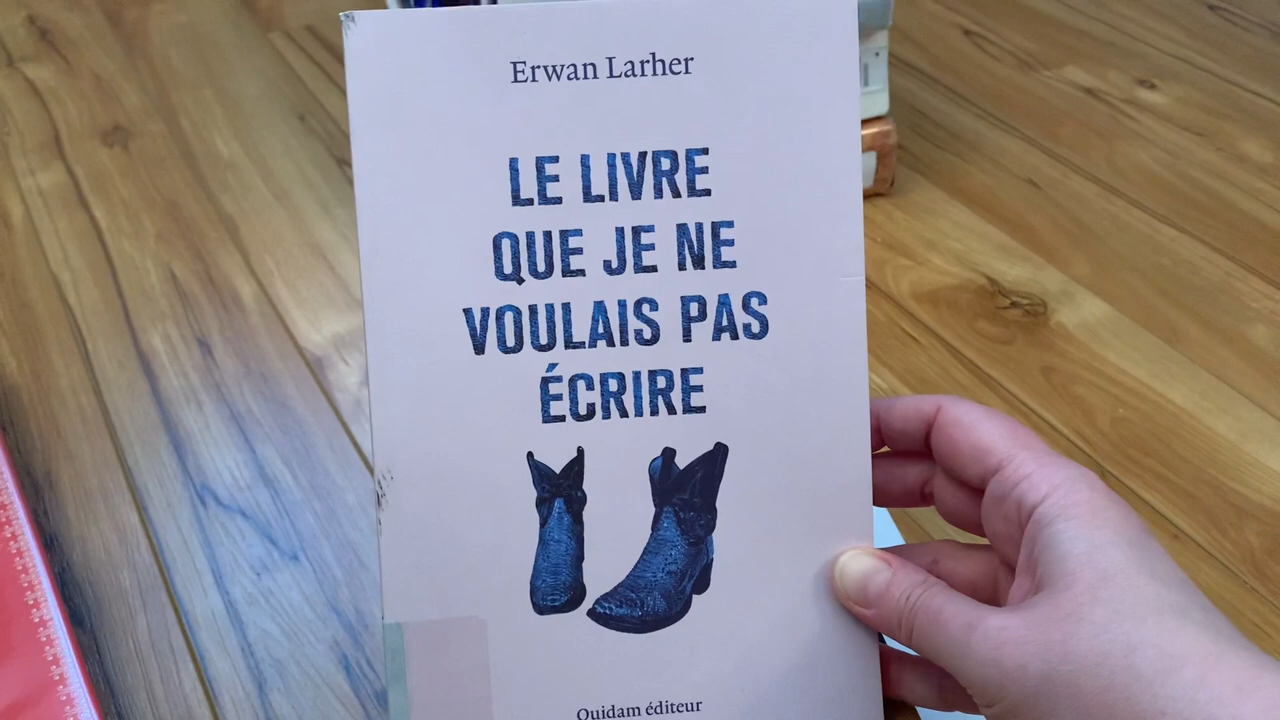 Erwan Larher
LE LIVRE
QUE JE NE
VOULAIS PAS
ÉCRIRE
Quidam éditeur